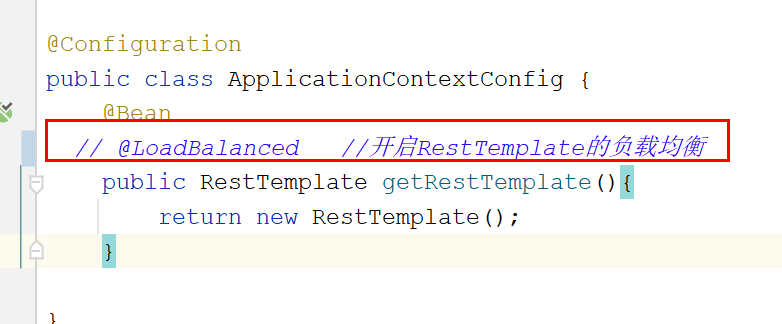 @Configuration
public class ApplicationContextConfig {
@Bean
// @LoadBalanced //开启RestTemplate的负载均衡
public RestTemplate getRestTemplate(){
return new RestTemplate();
}
}